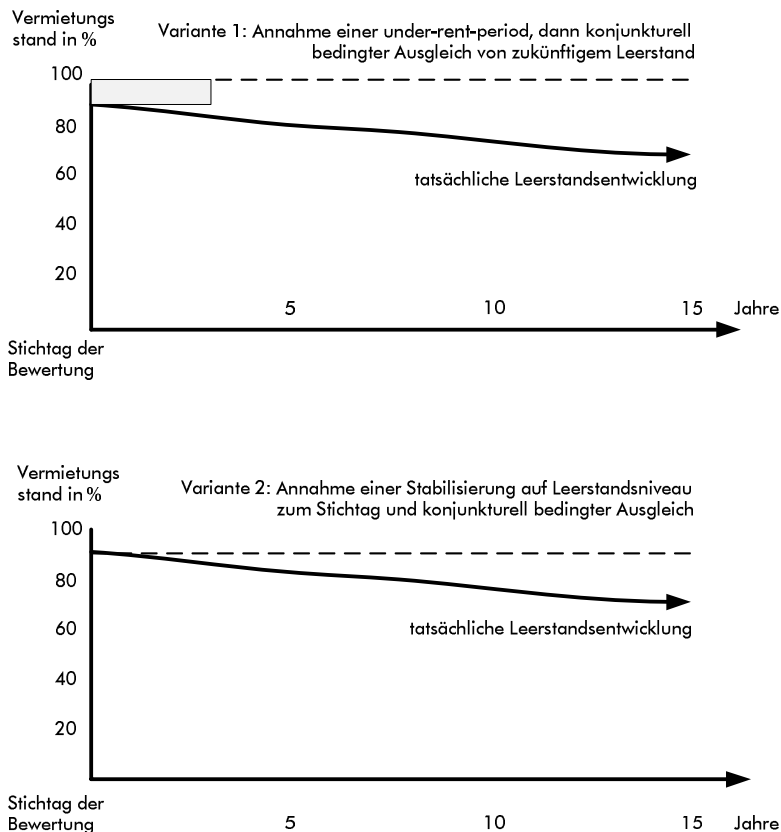 Vermietungs
stand in %
Variante 1: Annahme einer under-rent-period, dann konjunkturell
bedingter Ausgleich von zukünftigem Leerstand
100
80
60
40
20
tatsächliche Leerstandsentwicklung
5 10 15 Jahre
Stichtag der
Bewertung
Vermietungs
stand in %
Variante 2: Annahme einer Stabilisierung auf Leerstandsniveau
zum Stichtag und konjunkturell bedingter Ausgleich
100
80
60
40
20
tatsächliche Leerstandsentwicklung
Stichtag der
Bewertung
5 10 15 Jahre